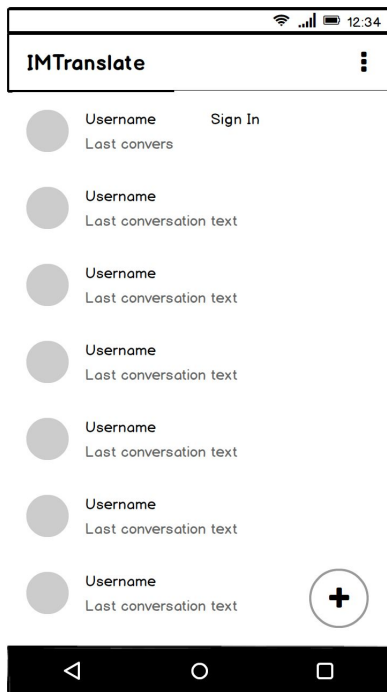 12:34
IMTranslate
Username Sign In
Last convers
Username
Last conversation text
Username
Last conversation text
Username
Last conversation text
Username
Last conversation text
Username
Last conversation text
Username
Last conversation text